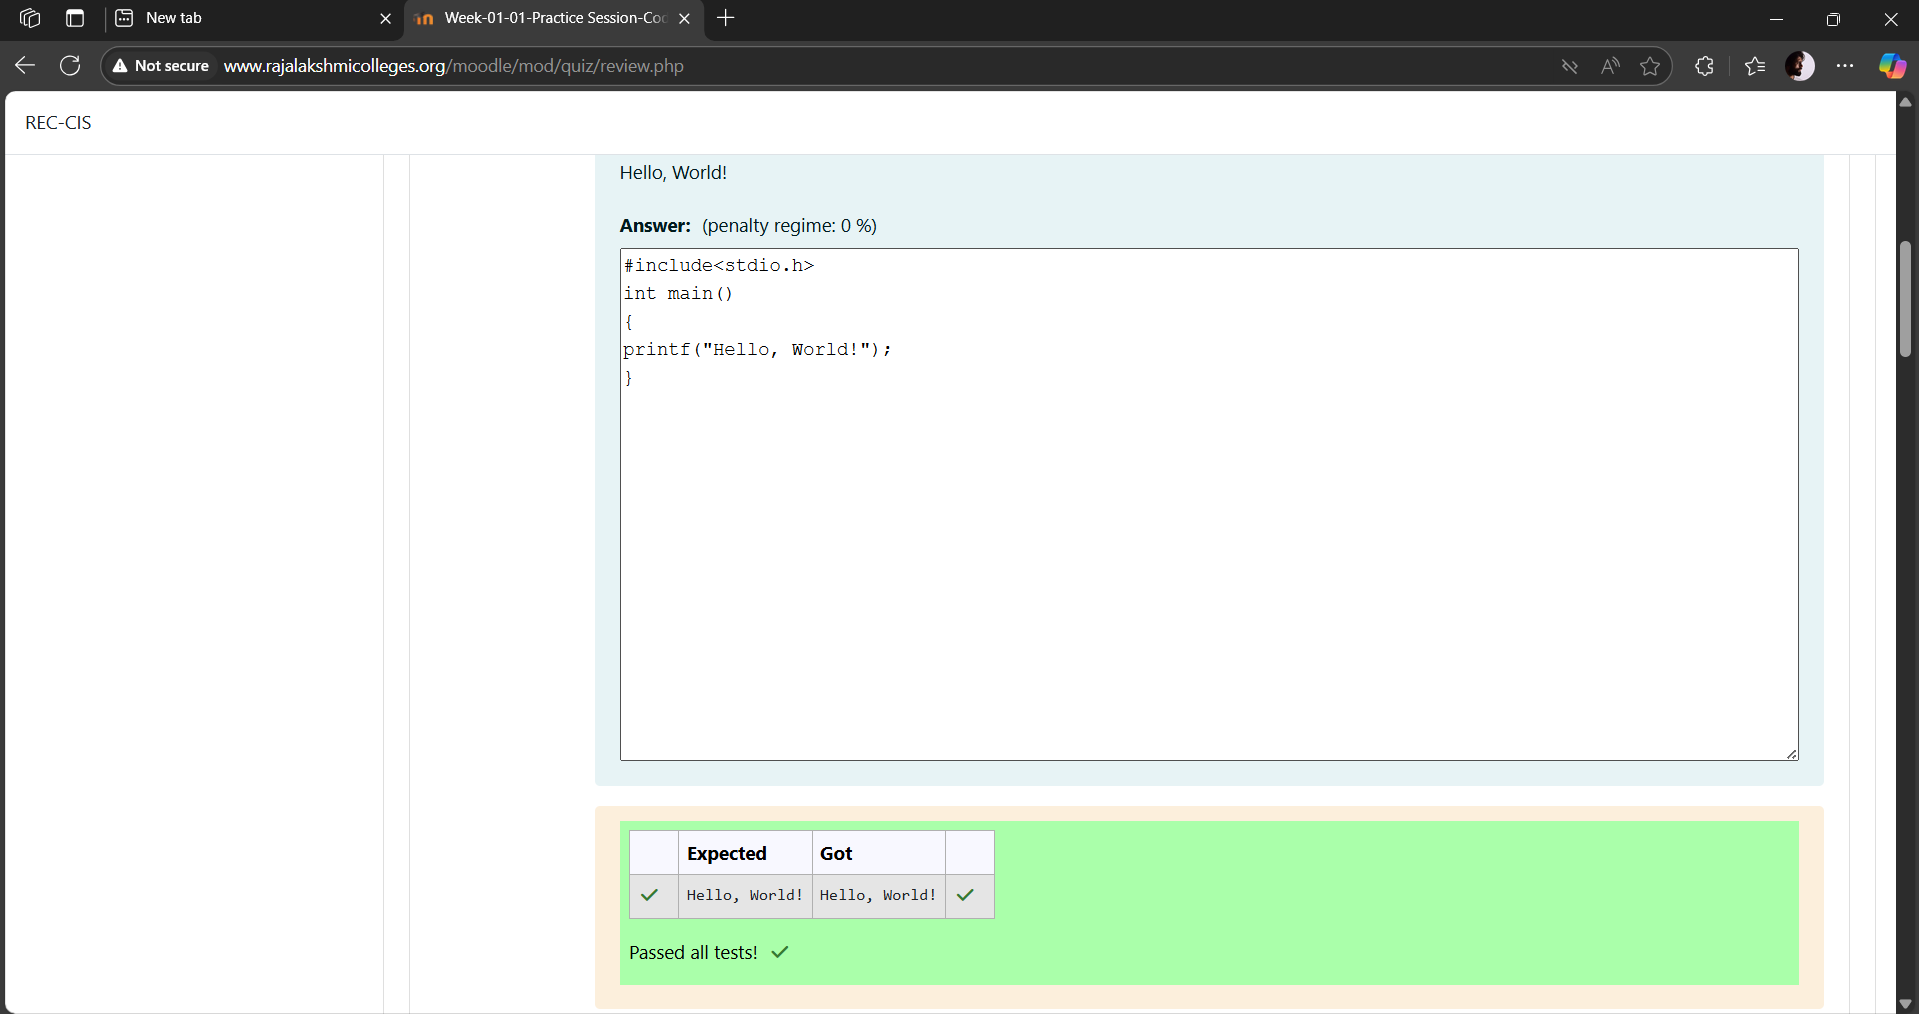 New tab
Week-01-01-Practice Session-Coc
Not secure
www.rajalakshmicolleges.org/moodle/mod/quiz/review.php
REC-CIS
Hello, World!
Answer: (penalty regime: 0 %)
#include<stdio.h>
int main()
{
printf("Hello, World!");
}
Expected Got
Hello, World! Hello, World!
Passed all tests!